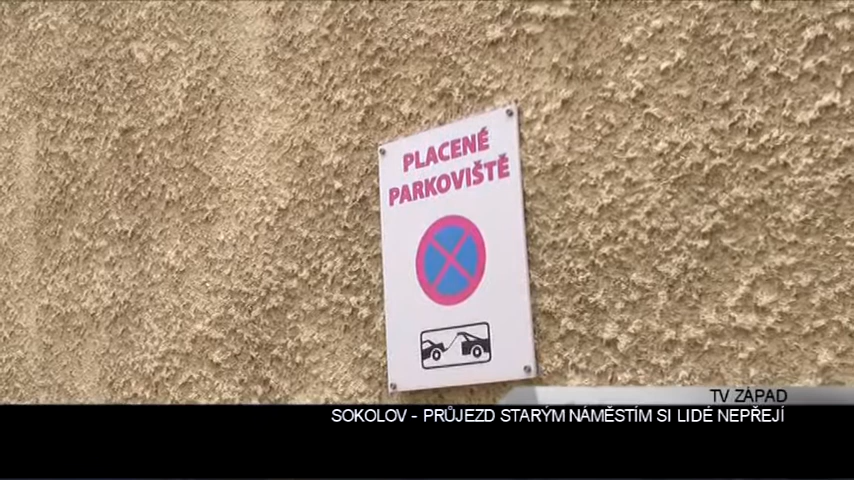 PLACENÉ
PARKOVIŠTĚ
TV ZÁPAD
SOKOLOV - PRŮJEZD STARÝM NÁMĚSTÍM SI LIDÉ NEPŘEJÍ